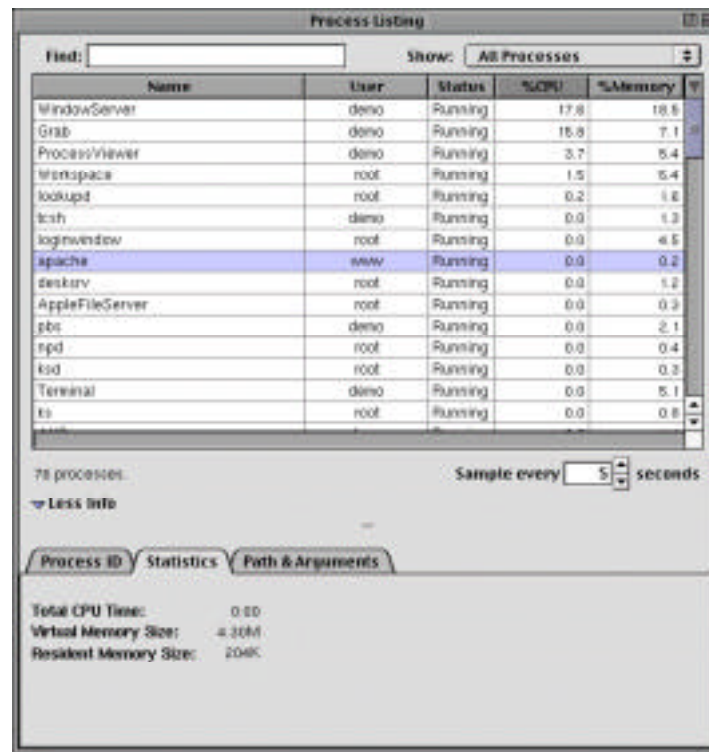 Process Listing
Find:
Show: All Processes
Name User Status %CPU %Memory
WindowServer demo Running 17.8 18.5
Grab demo Running 15.8 7.1
ProcessViewer demo Running 3.7 5.4
Workspace root Running 1.5 5.4
lookupd root Running 0.2
tcsh demo Running 0.0 1.3
loginwindow root Running 0.0 4.5
apache www Running 0.0 0.2
desksrv root Running 0.0 1.2
AppleFileServer root Running 0.0 0.3
pbs demo Running 0.0 2.1
npd root Running 0.0 0.4
ksd root Running 0.0 0.3
Terminal demo Running 0.0 5.1
root Running 0.0 0.8
processes.
Sample every 5 seconds
Less Info
Process ID Statistics Path & Arguments
Total CPU Time: 0:00
Virtual Memory Size: 4.30M
Resident Memory Size: 204K